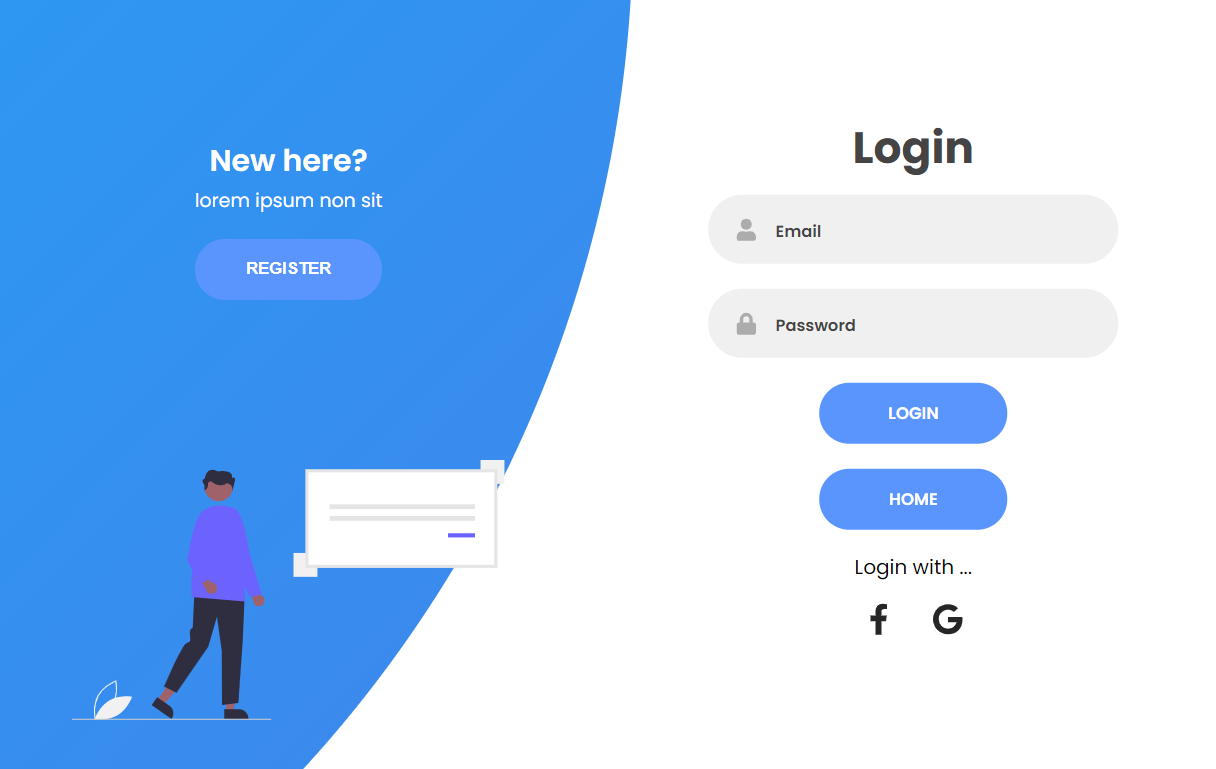 New here?
lorem ipsum non sit
REGISTER
Login
Email
Password
LOGIN
HOME
Login with ...